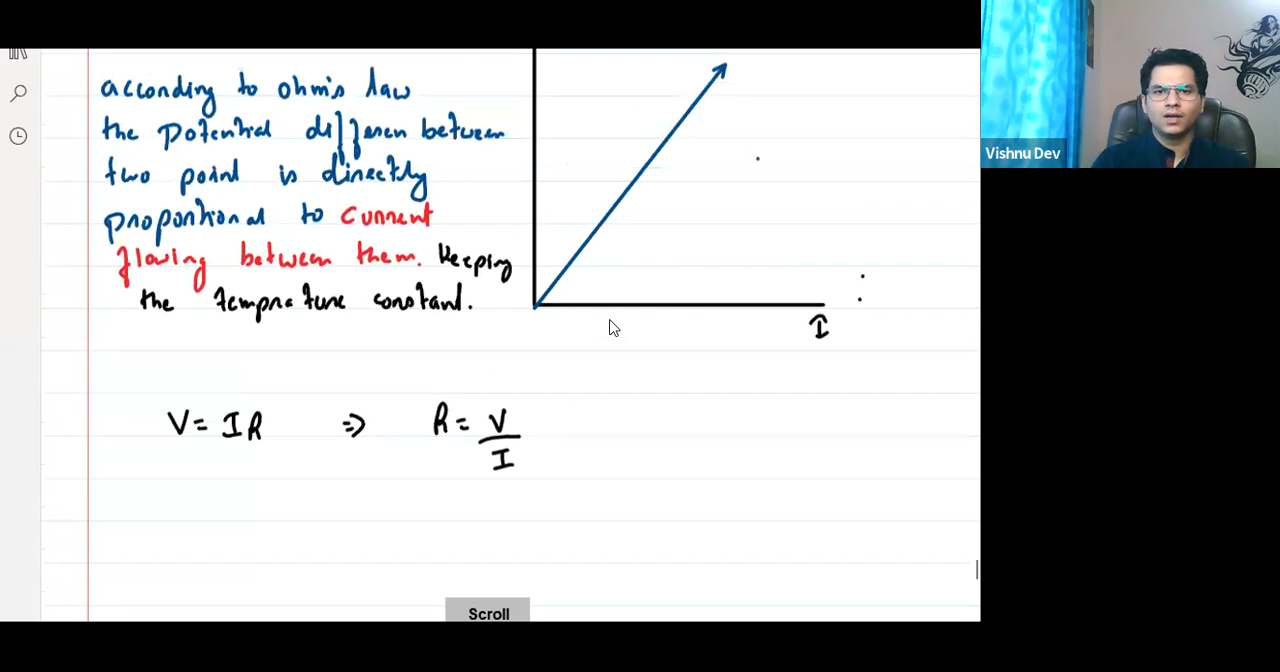 according to ohm's law
the potential differen between
two point is directly
proportional to current
flowing between them. Keeping
the temprature constant.
I
V = IR => R = V
I
Scroll
Vishnu Dev